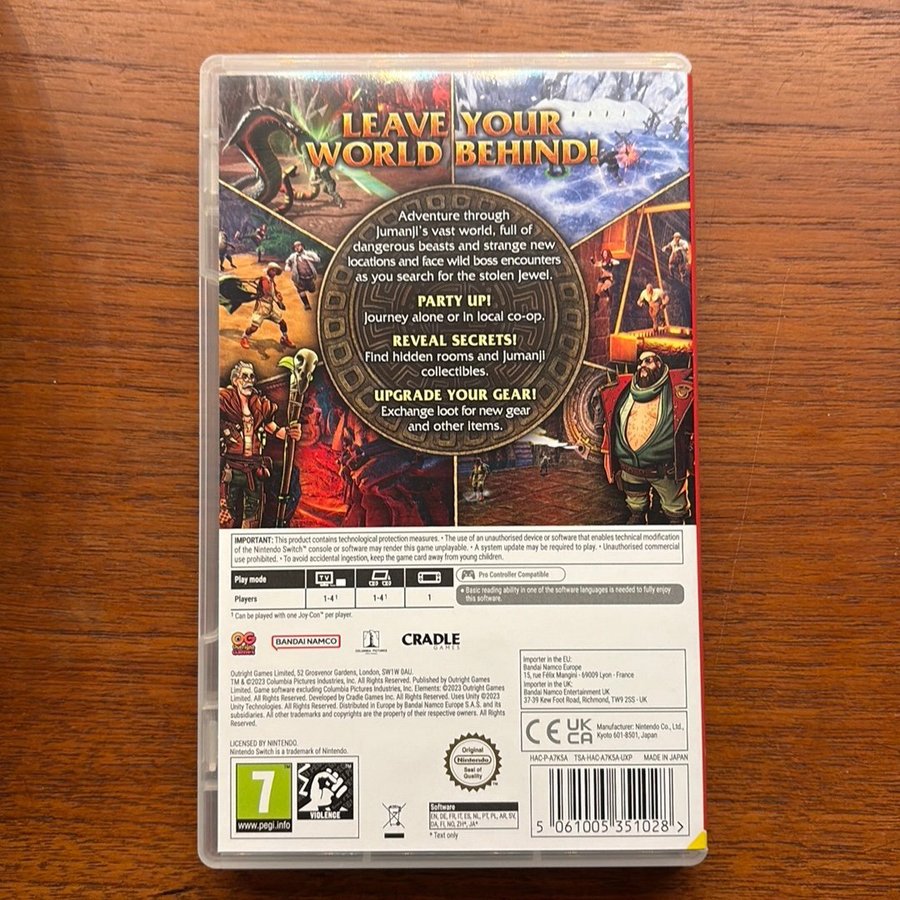 LEAVE YOUR
WORLD BEHIND!
Adventure through
Jumanji's vast world, full of
dangerous beasts and strange new
locations and face wild boss encounters
as you search for the stolen Jewel.
PARTY UP!
Journey alone or in local co-op.
REVEAL SECRETS!
Find hidden rooms and Jumanji
collectibles.
UPGRADE YOUR GEAR!
Exchange loot for new gear
and other items.
IMPORTANT: This product contains technological protection measures. • The use of an unauthorised device or software that enables technical modification
of the Nintendo Switch™ console or software may render this game unplayable. • A system update may be required to play. • Unauthorised commercial
use prohibited. • To avoid accidental ingestion, keep the game card away from young children.
Play mode TV
Players 1-4¹ 1-4¹ 1
¹ Can be played with one Joy-Con™ per player.
Pro Controller Compatible
• Basic reading ability in one of the software languages is needed to fully enjoy
this software.
OG
BANDAI NAMCO
COLUMBIA PICTURES
CRADLE
GAMES
Outright Games Limited, 52 Grosvenor Gardens, London, SW1W 0AU.
TM & ©2023 Columbia Pictures Industries, Inc. All Rights Reserved. Published by Outright Games
Limited. Game software excluding Columbia Pictures Industries, Inc. Elements: ©2023 Outright Games
Limited. All Rights Reserved. Developed by Cradle Games Inc. All Rights Reserved. Uses Unity ©2023
Unity Technologies. All Rights Reserved. Distributed in Europe by Bandai Namco Europe S.A.S. and its
subsidiaries. All other trademarks and copyrights are the property of their respective owners. All Rights
Reserved.
Importer in the EU:
Bandai Namco Europe
15, rue Félix Mangini - 69009 Lyon - France
Importer in the UK:
Bandai Namco Entertainment UK
37-39 Kew Foot Road, Richmond, TW9 2SS - UK
CE UKCA Manufacturer: Nintendo Co., Ltd.,
Kyoto 601-8501, Japan
LICENSED BY NINTENDO.
Nintendo Switch is a trademark of Nintendo.
HAC-P-A7K5A TSA-HAC-A7K5A-UXP MADE IN JAPAN
7
www.pegi.info
VIOLENCE
Original
Nintendo
Seal of
Quality
Software
EN, DE, FR, IT, ES, NL, PT, PL, AR, SV,
DA, FI, NO, ZH*, JA*
* Text only
5 061005 351028 >